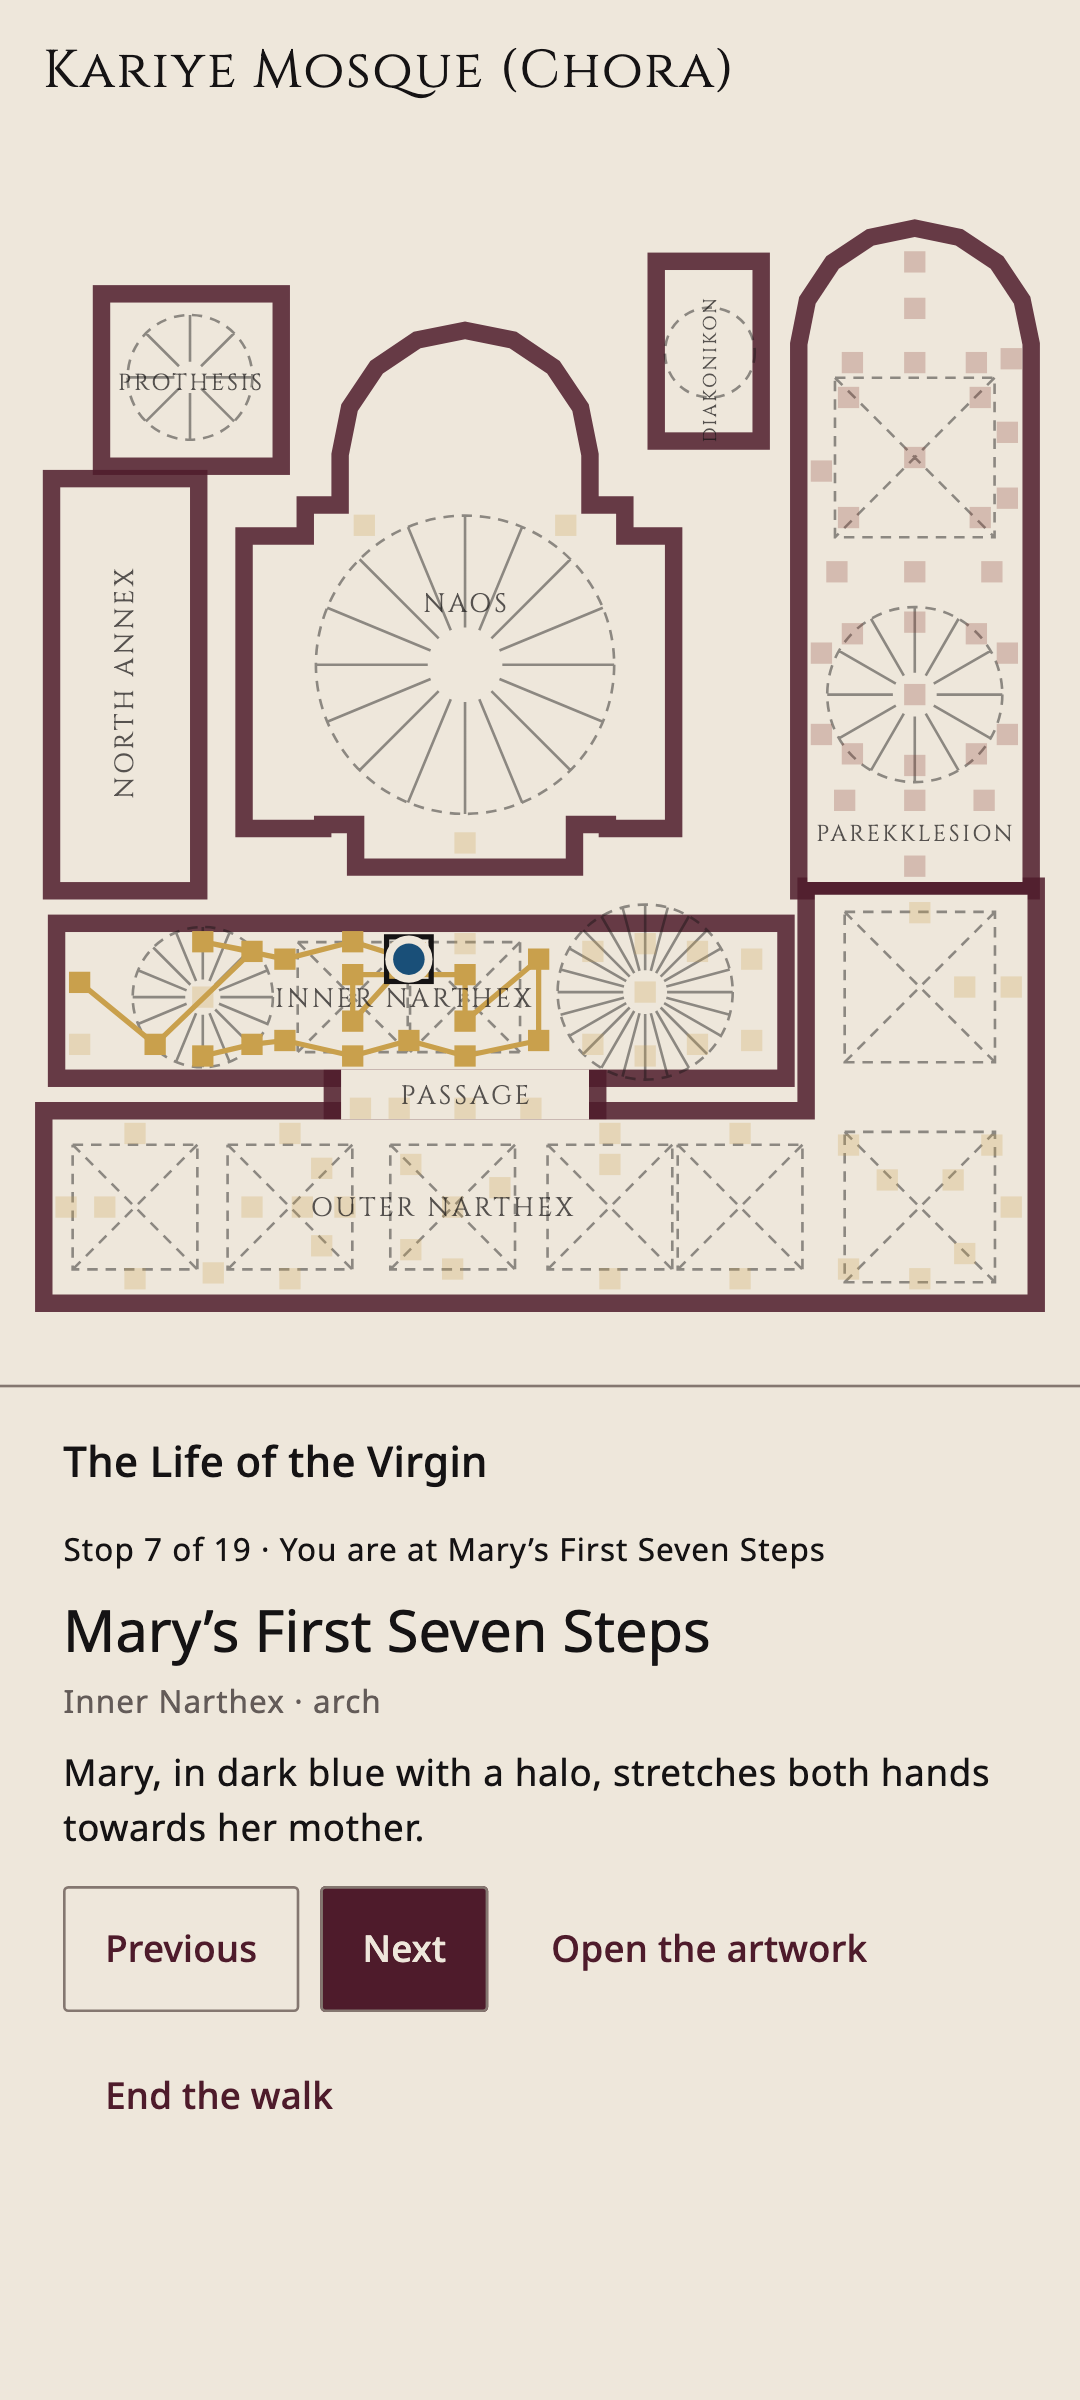 Kariye Mosque (Chora)
PROTHESIS
DIAKONIKON
NORTH ANNEX
NAOS
PAREKKLESION
INNER NARTHEX
PASSAGE
OUTER NARTHEX
The Life of the Virgin
Stop 7 of 19 · You are at Mary’s First Seven Steps
Mary’s First Seven Steps
Inner Narthex · arch
Mary, in dark blue with a halo, stretches both hands
towards her mother.
Previous
Next
Open the artwork
End the walk